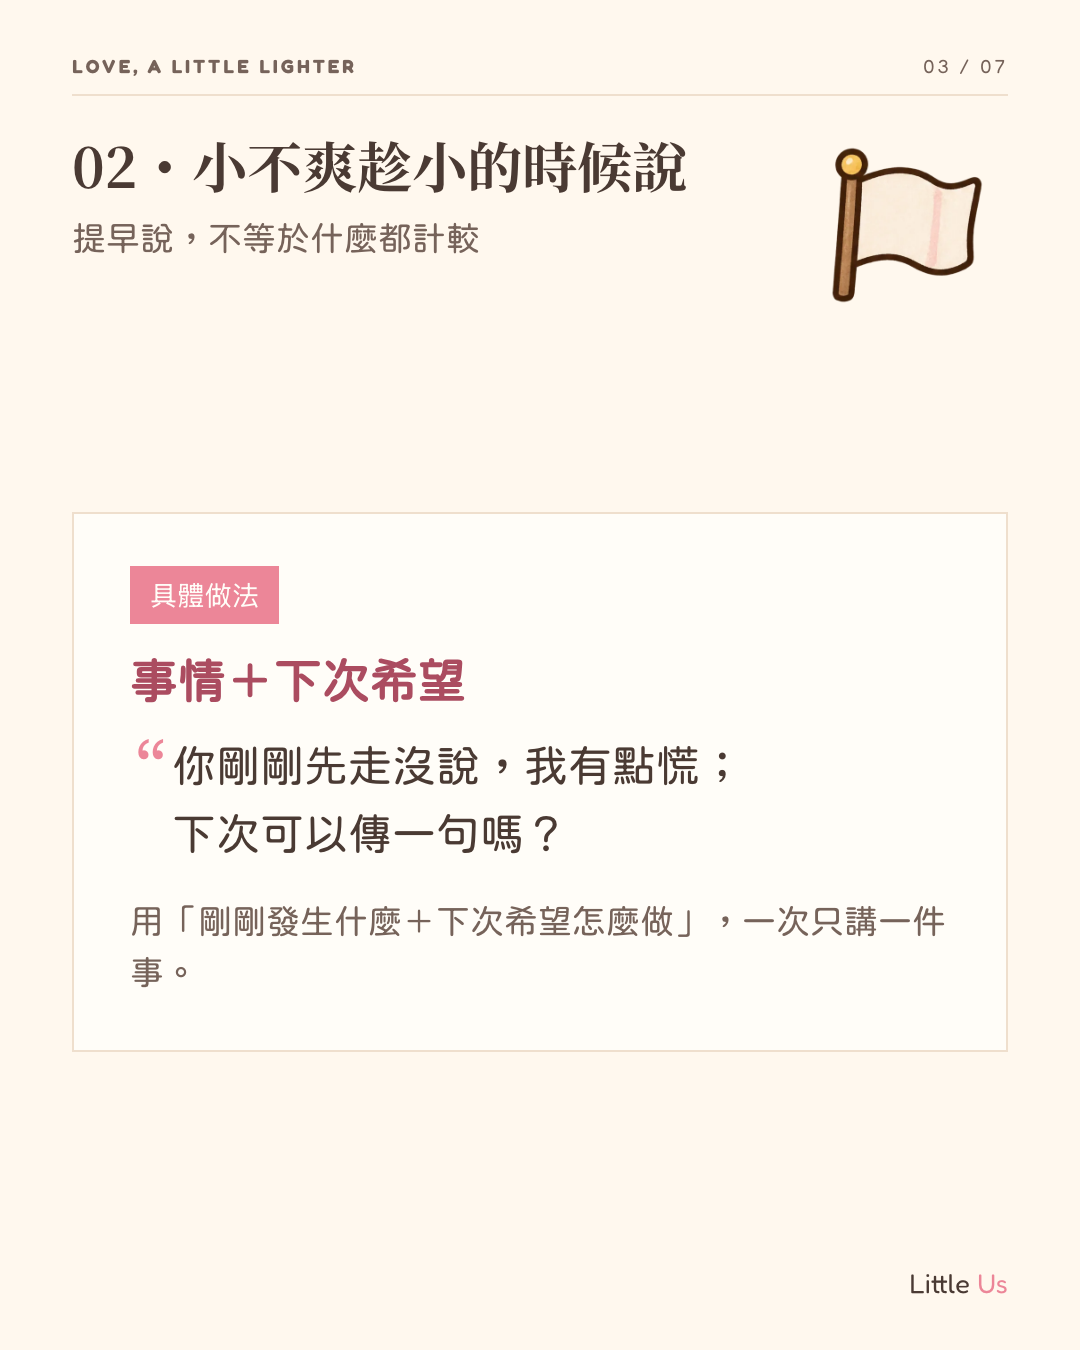 LOVE, A LITTLE LIGHTER
03 / 07
02・小不爽趁小的時候說
提早說，不等於什麼都計較
具體做法
事情＋下次希望
“你剛剛先走沒說，我有點慌；
下次可以傳一句嗎？
用「剛剛發生什麼＋下次希望怎麼做」，一次只講一件
事。
Little Us